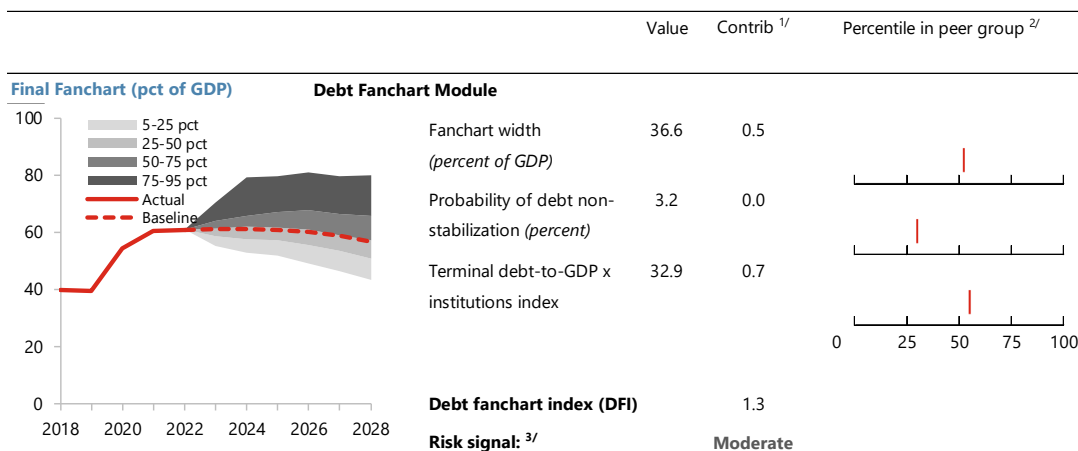 Value Contrib 1/ Percentile in peer group 2/
Final Fanchart (pct of GDP)
Debt Fanchart Module
100
80
60
40
20
0
2018 2020 2022 2024 2026 2028
5-25 pct
25-50 pct
50-75 pct
75-95 pct
Actual
Baseline
Fanchart width 36.6 0.5
(percent of GDP)
Probability of debt non- 3.2 0.0
stabilization (percent)
Terminal debt-to-GDP x 32.9 0.7
institutions index
0 25 50 75 100
Debt fanchart index (DFI) 1.3
Risk signal: 3/ Moderate